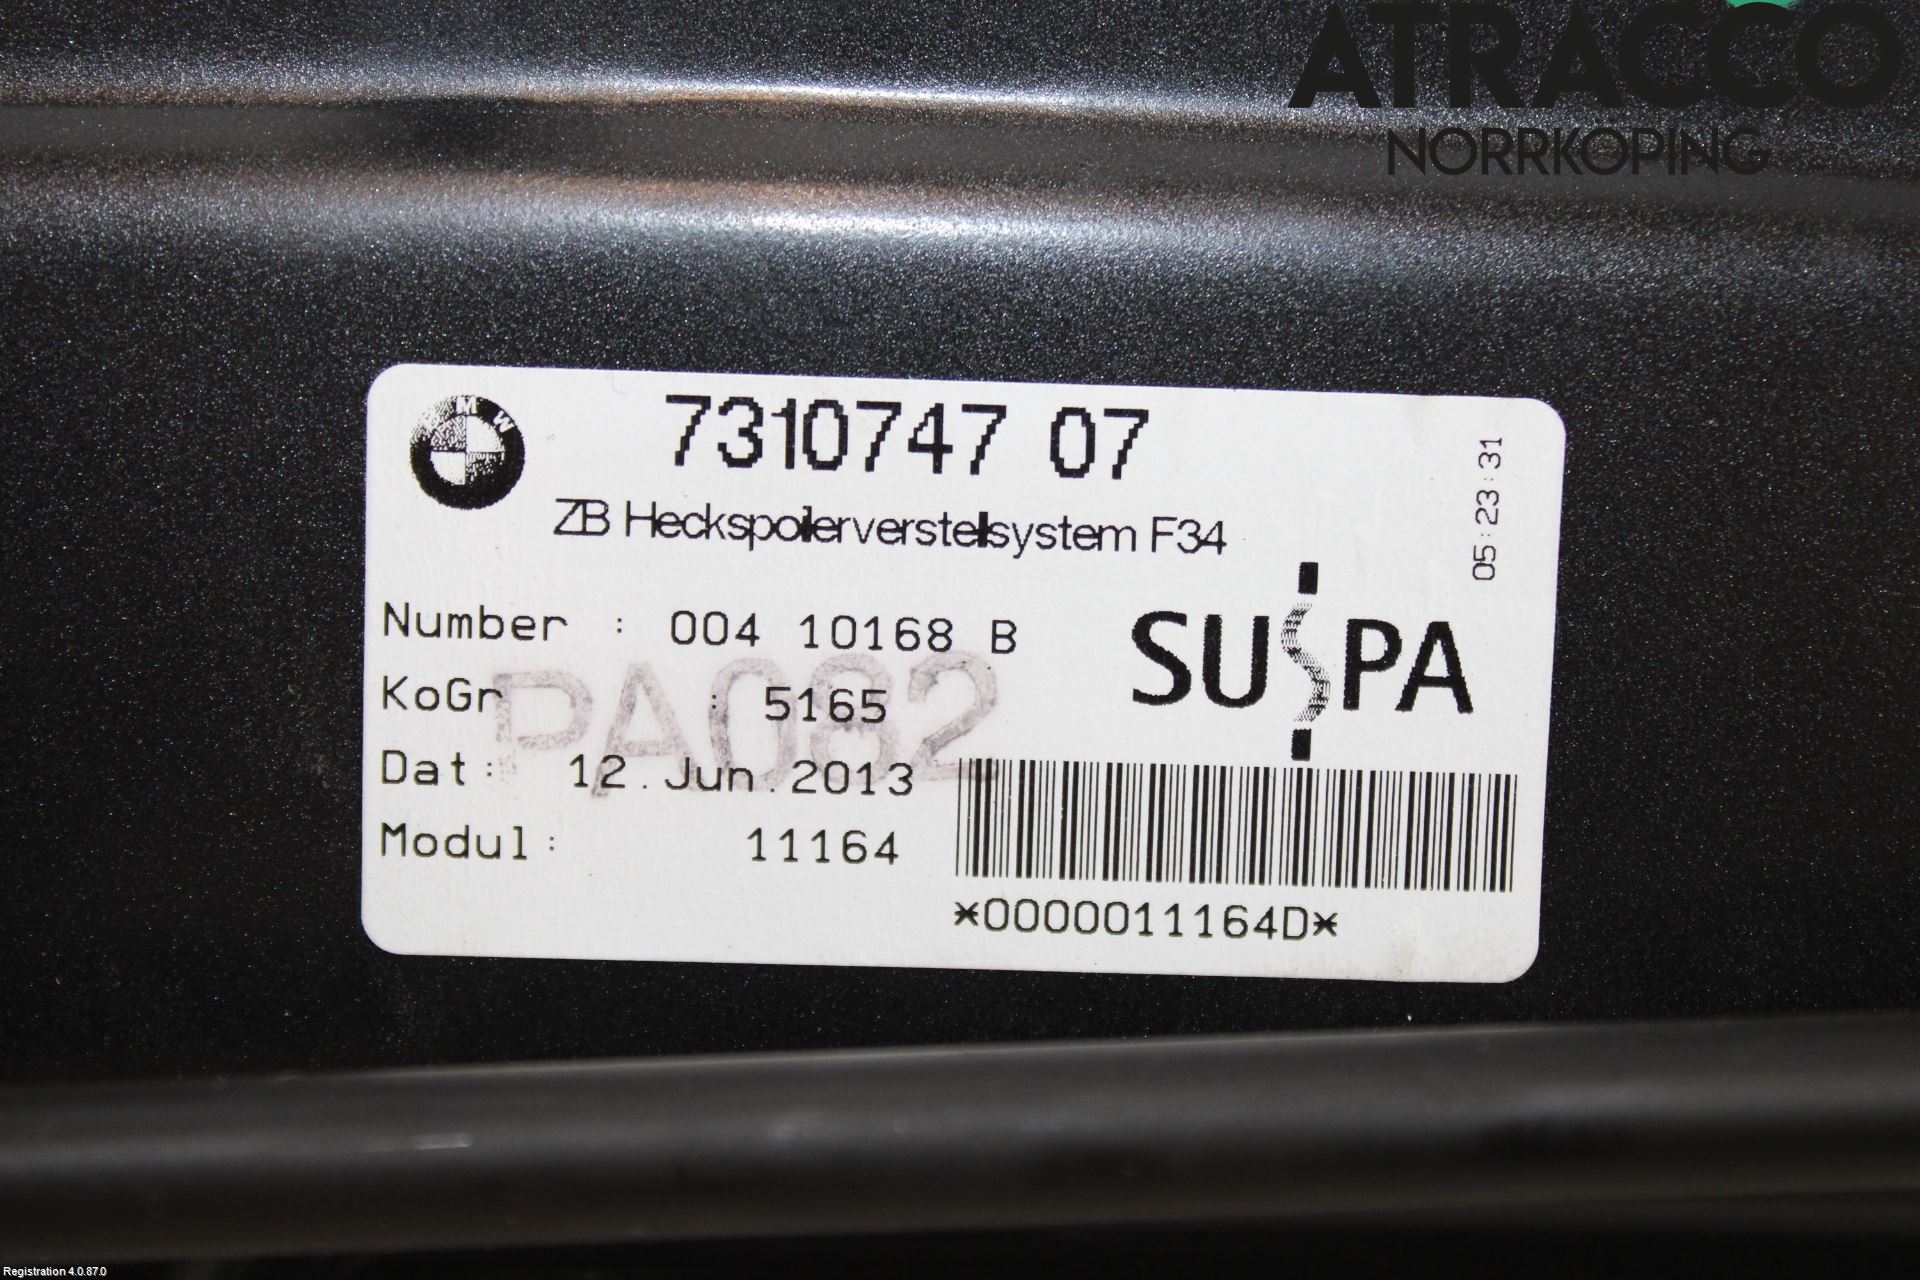 ATRACCO
NORRKOPING
M W
7310747 07
ZB Heckspoilerverstellsystem F34
05:23:31
Number : 004 10168 B
SUSPA
KoGr : 5165
PA082
Dat: 12.Jun.2013
Modul: 11164
*0000011164D*
Registration 4.0.87.0